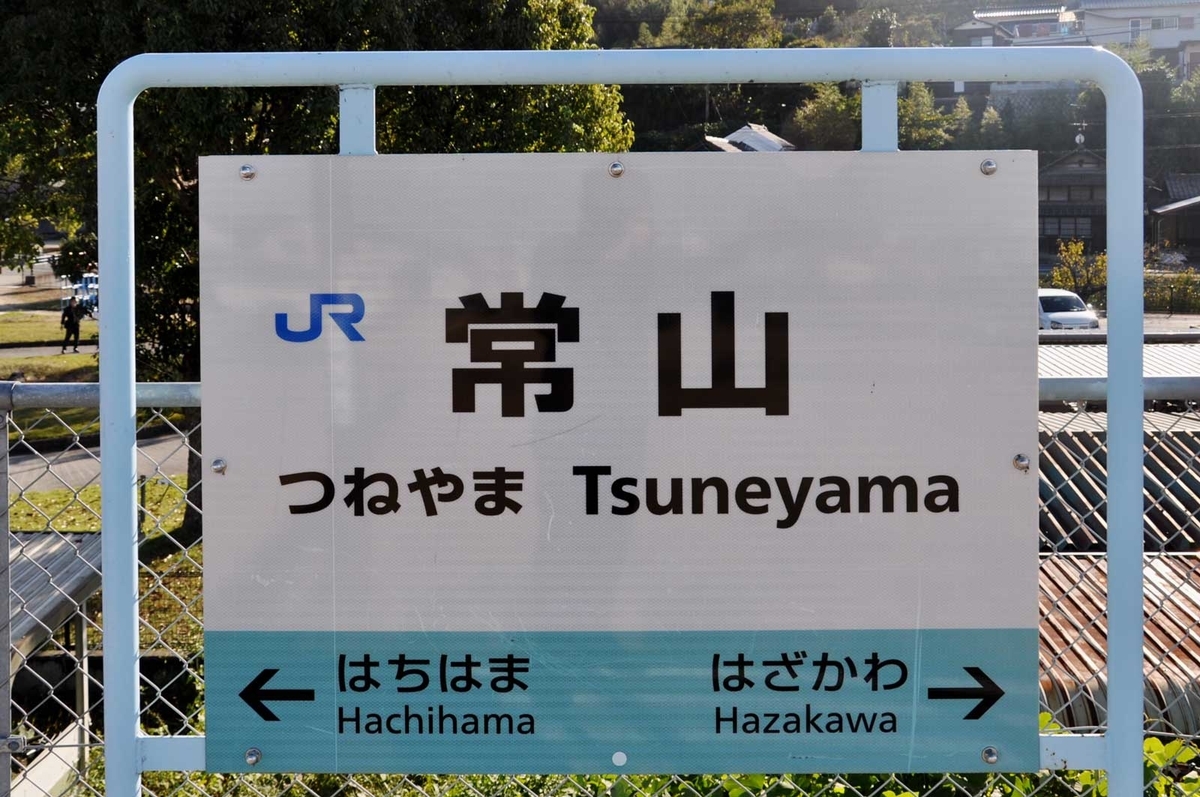 JR 常山
つねやま Tsuneyama
← はちはま はざかわ →
Hachihama Hazakawa